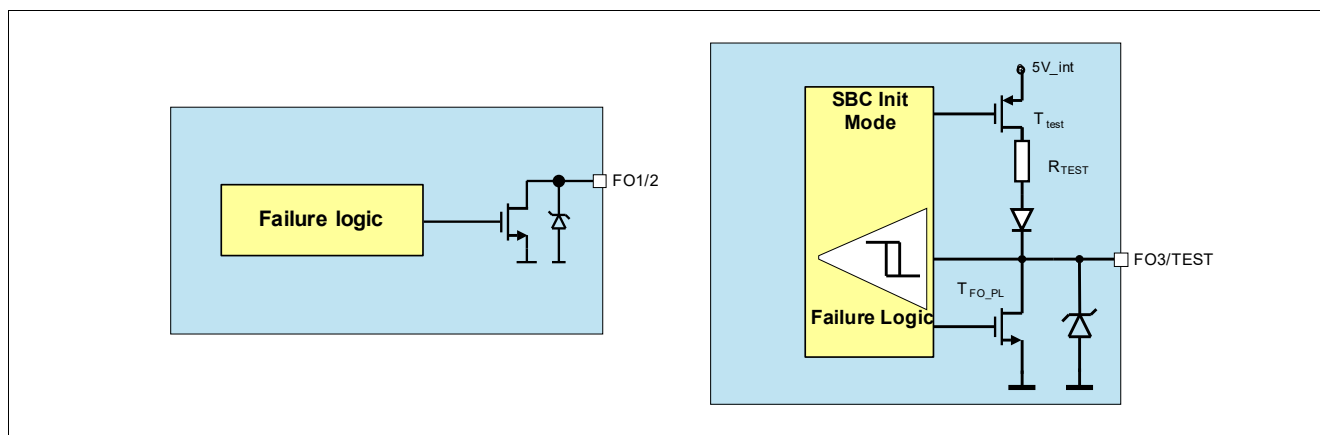 Failure logic
FO1/2
5V_int
SBC Init
Mode
T test
R TEST
FO3/TEST
T FO_PL
Failure Logic